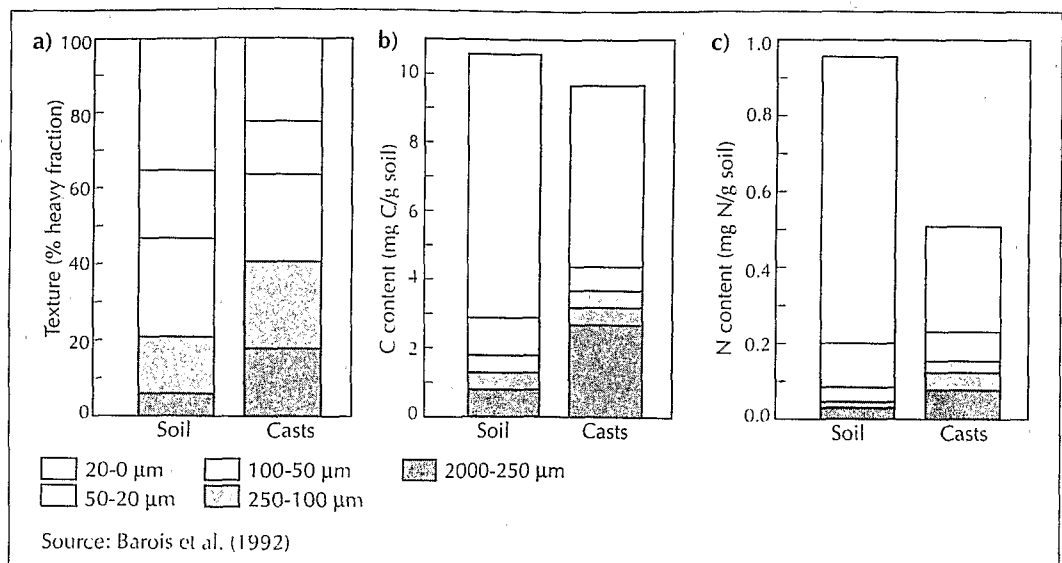 a)
Texture (% heavy fraction)
100
80
60
40
20
0
Soil
Casts
b)
C content (mg C/g soil)
10
8
6
4
2
0
Soil
Casts
c)
N content (mg N/g soil)
1.0
0.8
0.6
0.4
0.2
0.0
Soil
Casts
20-0 µm
100-50 µm
2000-250 µm
50-20 µm
250-100 µm
Source: Barois et al. (1992)